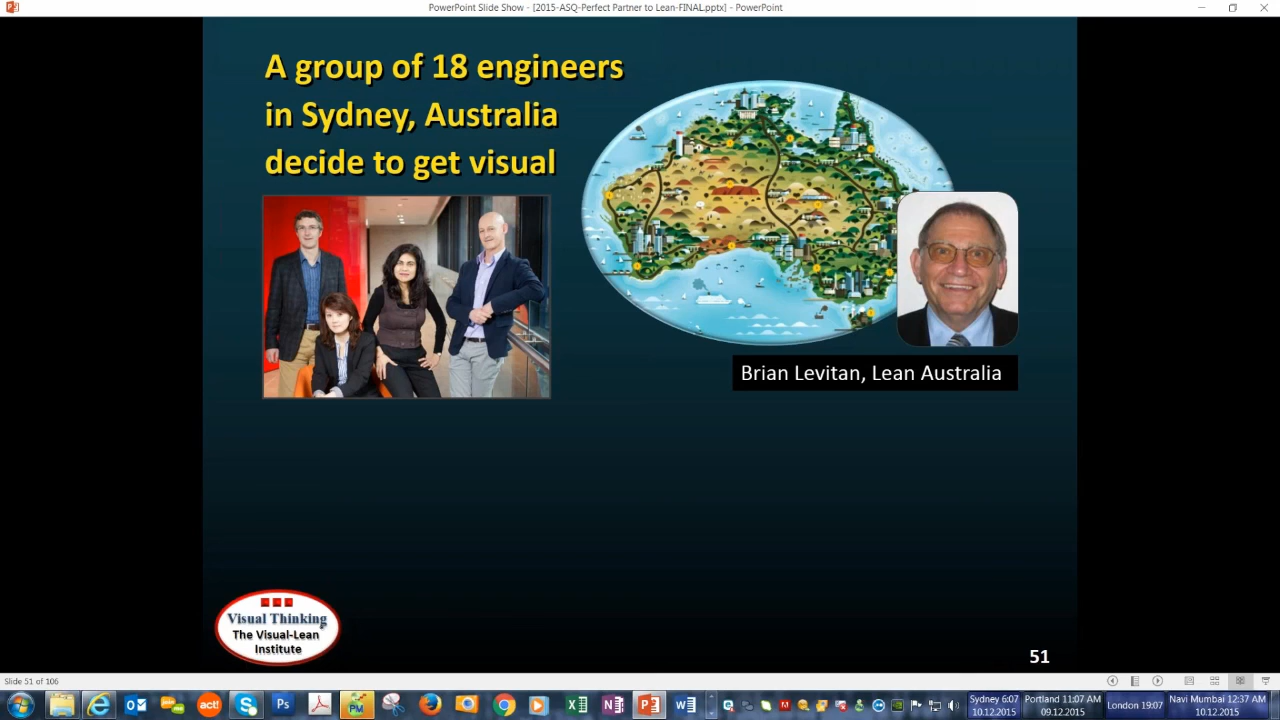 PowerPoint Slide Show - [2015-ASQ-Perfect Partner to Lean-FINAL.pptx] - PowerPoint
A group of 18 engineers
in Sydney, Australia
decide to get visual
Brian Levitan, Lean Australia
Visual Thinking
The Visual-Lean
Institute
51
Slide 51 of 106
act!
Ps
PM
Sydney 6:07
10.12.2015
Portland 11:07 AM
09.12.2015
London 19:07
Navi Mumbai 12:37 AM
10.12.2015